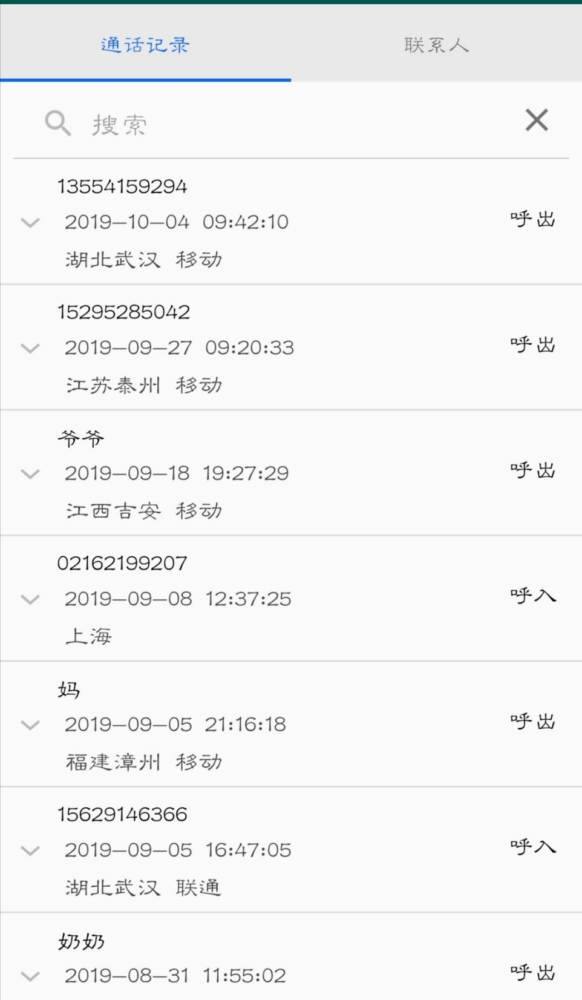 通话记录 联系人
搜索
13554159294
2019-10-04 09:42:10 呼出
湖北武汉 移动
15295285042
2019-09-27 09:20:33 呼出
江苏泰州 移动
爷爷
2019-09-18 19:27:29 呼出
江西吉安 移动
02162199207
2019-09-08 12:37:25 呼入
上海
妈
2019-09-05 21:16:18 呼出
福建漳州 移动
15629146366
2019-09-05 16:47:05 呼入
湖北武汉 联通
奶奶
2019-08-31 11:55:02 呼出